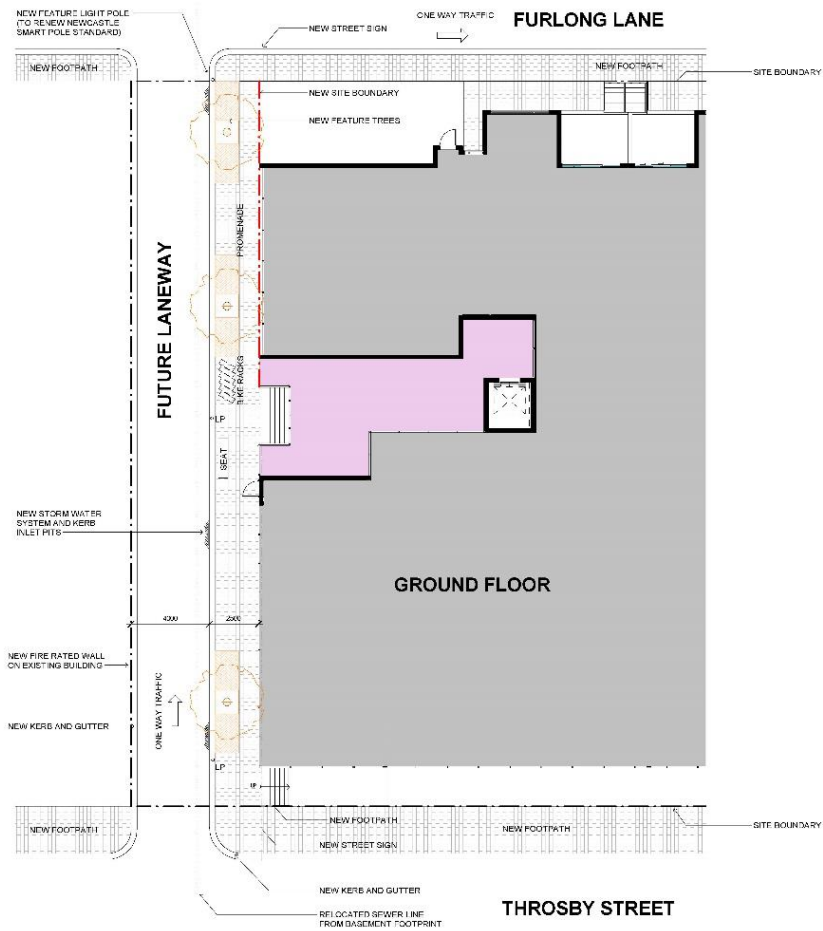 NEW FEATURE LIGHT POLE
(TO RENEW NEWCASTLE
SMART POLE STANDARD)
NEW STREET SIGN
ONE WAY TRAFFIC
FURLONG LANE
NEW FOOTPATH
NEW FOOTPATH
SITE BOUNDARY
NEW SITE BOUNDARY
NEW FEATURE TREES
PROMENADE
FUTURE LANEWAY
BIKE RACKS
LP
SEAT
NEW STORM WATER
SYSTEM AND KERB
INLET PITS
GROUND FLOOR
4000
2500
NEW FIRE RATED WALL
ON EXISTING BUILDING
ONE WAY TRAFFIC
NEW KERB AND GUTTER
LP
UP
NEW FOOTPATH
NEW FOOTPATH
NEW FOOTPATH
SITE BOUNDARY
NEW STREET SIGN
NEW KERB AND GUTTER
THROSBY STREET
RELOCATED SEWER LINE
FROM BASEMENT FOOTPRINT